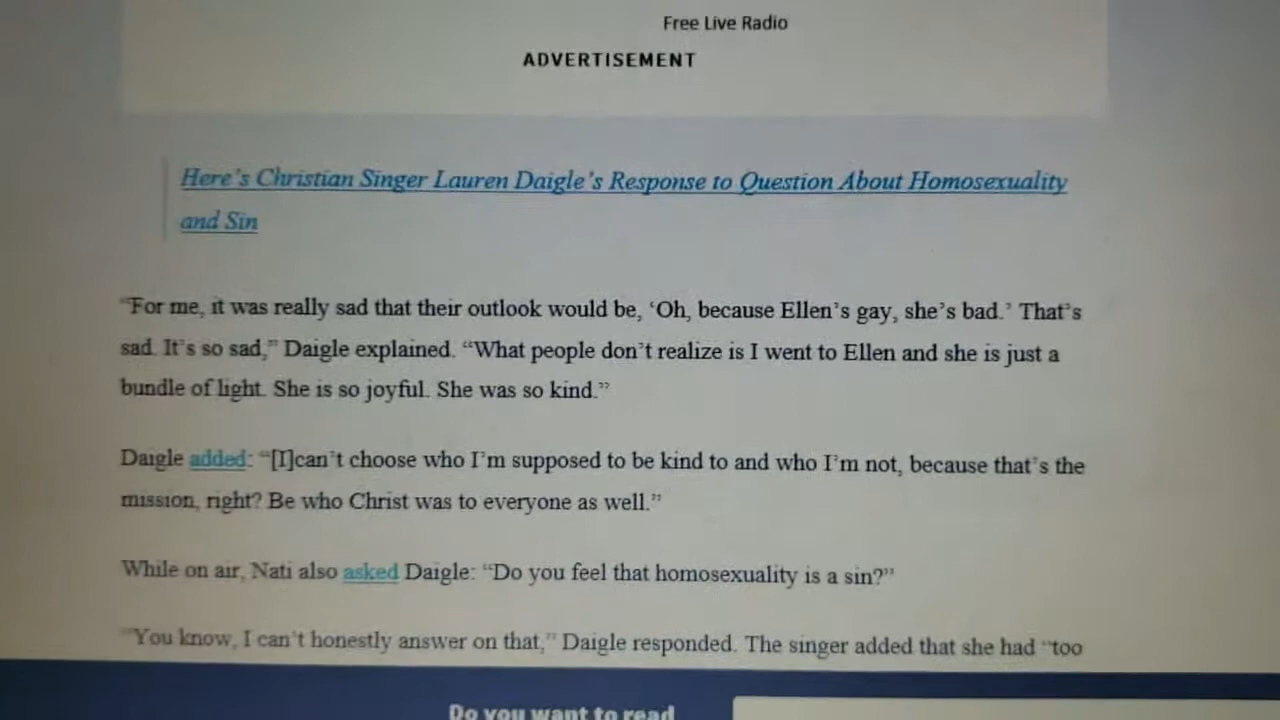 Free Live Radio
ADVERTISEMENT
Here's Christian Singer Lauren Daigle's Response to Question About Homosexuality
and Sin
"For me, it was really sad that their outlook would be, 'Oh, because Ellen's gay, she's bad.' That's
sad. It's so sad," Daigle explained. "What people don't realize is I went to Ellen and she is just a
bundle of light. She is so joyful. She was so kind."
Daigle added: "[I]can't choose who I'm supposed to be kind to and who I'm not, because that's the
mission, right? Be who Christ was to everyone as well."
While on air, Nati also asked Daigle: "Do you feel that homosexuality is a sin?"
"You know, I can't honestly answer on that," Daigle responded. The singer added that she had "too
Do you want to read